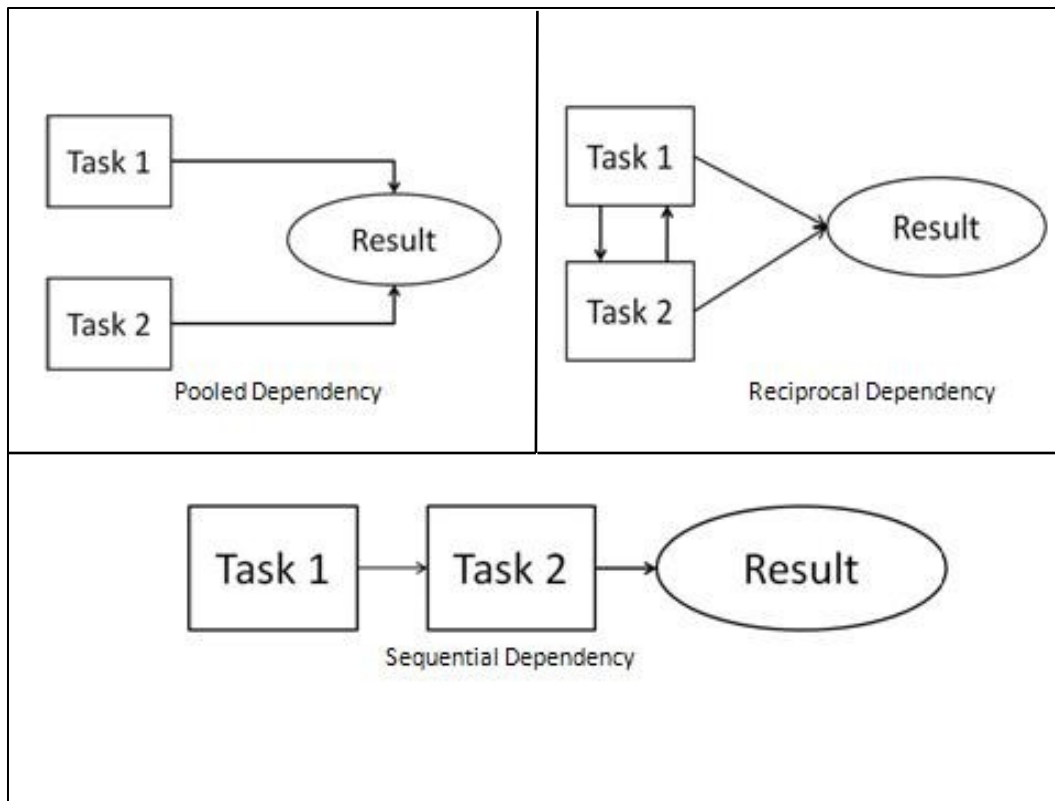 Task 1
Result
Task 2
Pooled Dependency
Task 1
Result
Task 2
Reciprocal Dependency
Task 1
Task 2
Result
Sequential Dependency